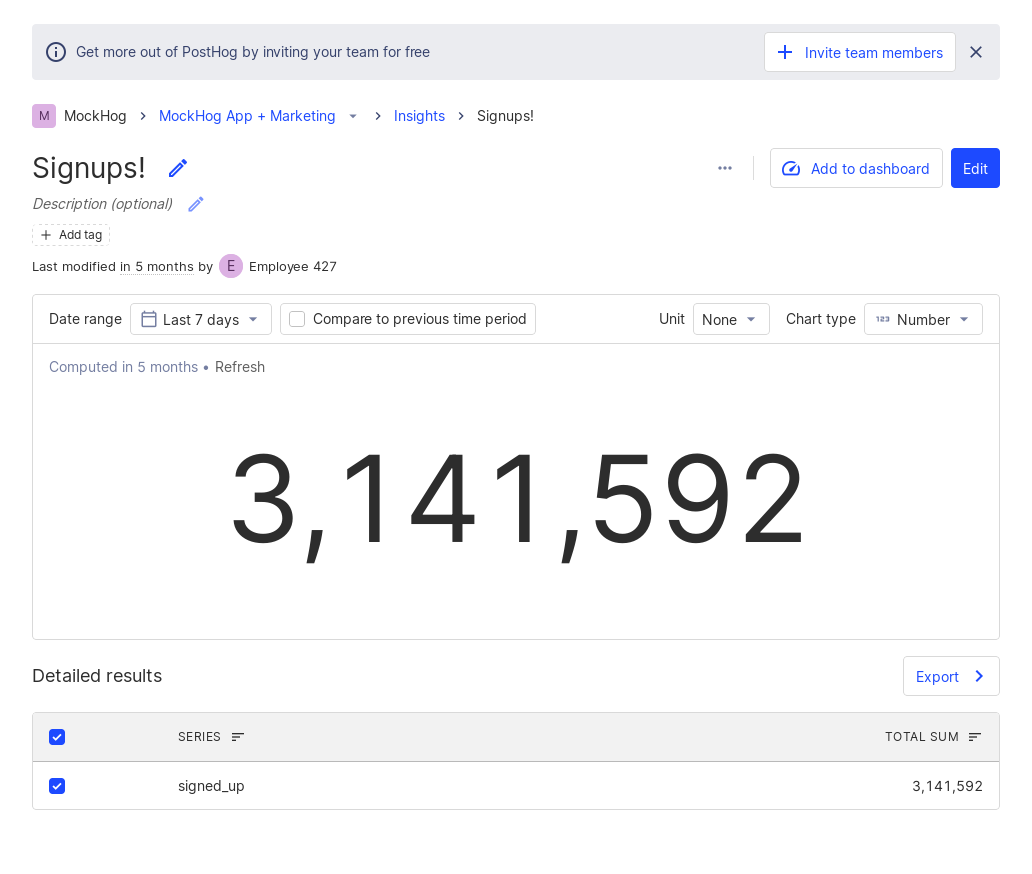 Get more out of PostHog by inviting your team for free
Invite team members
M MockHog MockHog App + Marketing Insights Signups!
Signups!
Add to dashboard Edit
Description (optional)
Add tag
Last modified in 5 months by E Employee 427
Date range Last 7 days Compare to previous time period Unit None Chart type 123 Number
Computed in 5 months • Refresh
3,141,592
Detailed results
Export
SERIES TOTAL SUM
signed_up 3,141,592